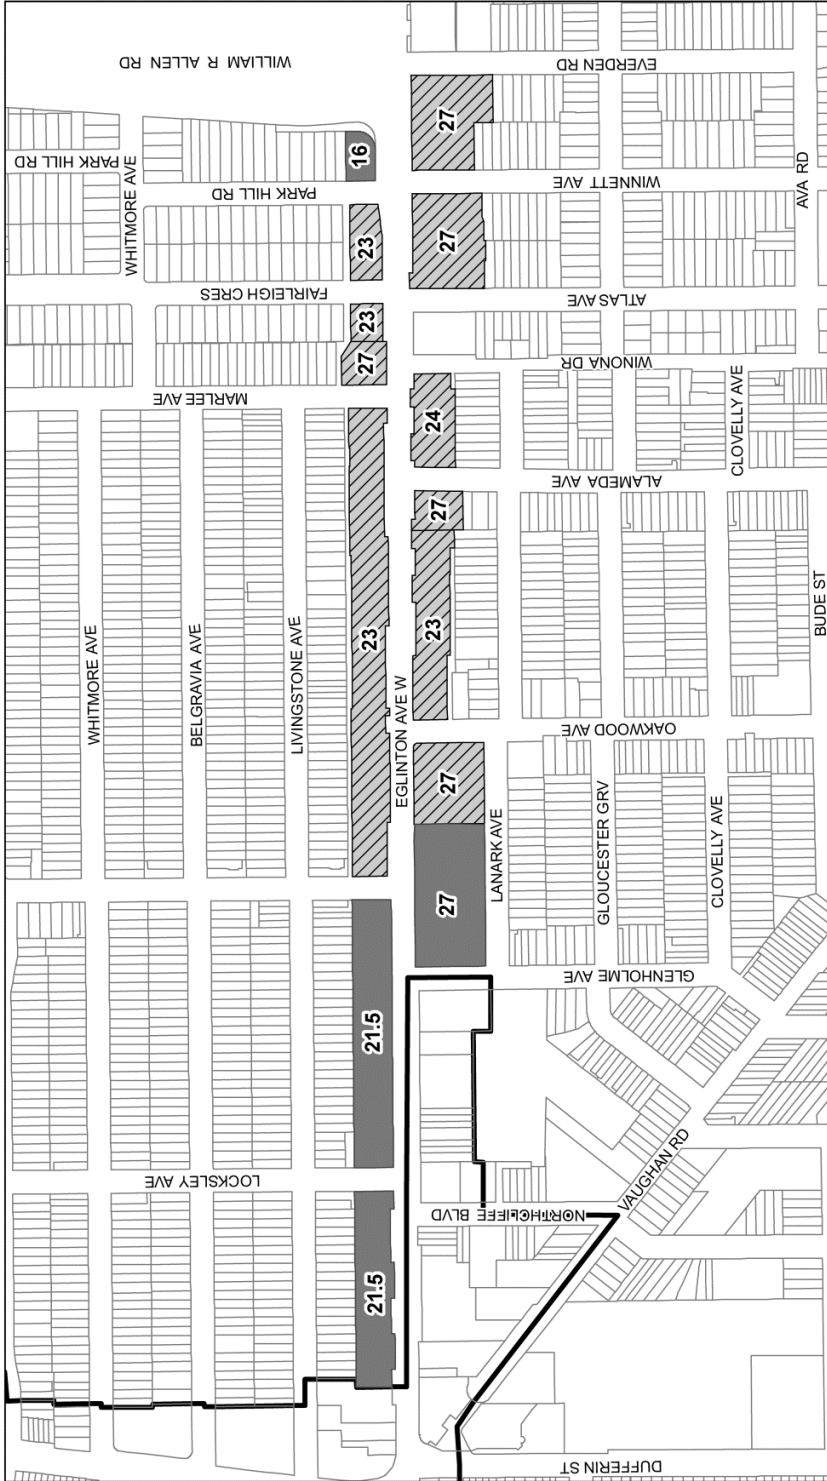 WILLIAM R ALLEN RD
EVERDEN RD
PARK HILL RD
WHITMORE AVE
PARK HILL RD
16
27
WINNETT AVE
AVA RD
23
27
FAIRLEIGH CRES
ATLAS AVE
23
27
WINONA DR
MARLEE AVE
24
CLOVELLY AVE
ALAMEDA AVE
27
23
23
BUDE ST
WHITMORE AVE
BELGRAVIA AVE
LIVINGSTONE AVE
EGLINTON AVE W
OAKWOOD AVE
27
LANARK AVE
GLOUCESTER GRV
CLOVELLY AVE
27
GLENHOLME AVE
21.5
VAUGHAN RD
LOCKSLEY AVE
NORTHCLIFFE BLVD
21.5
DUFFERIN ST